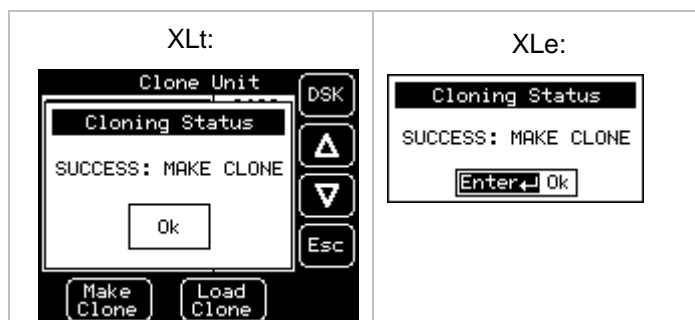 XLt:
Clone Unit
DSK
Cloning Status
SUCCESS: MAKE CLONE
Ok
Esc
Make
Clone
Load
Clone
XLe:
Cloning Status
SUCCESS: MAKE CLONE
Enter↵ Ok